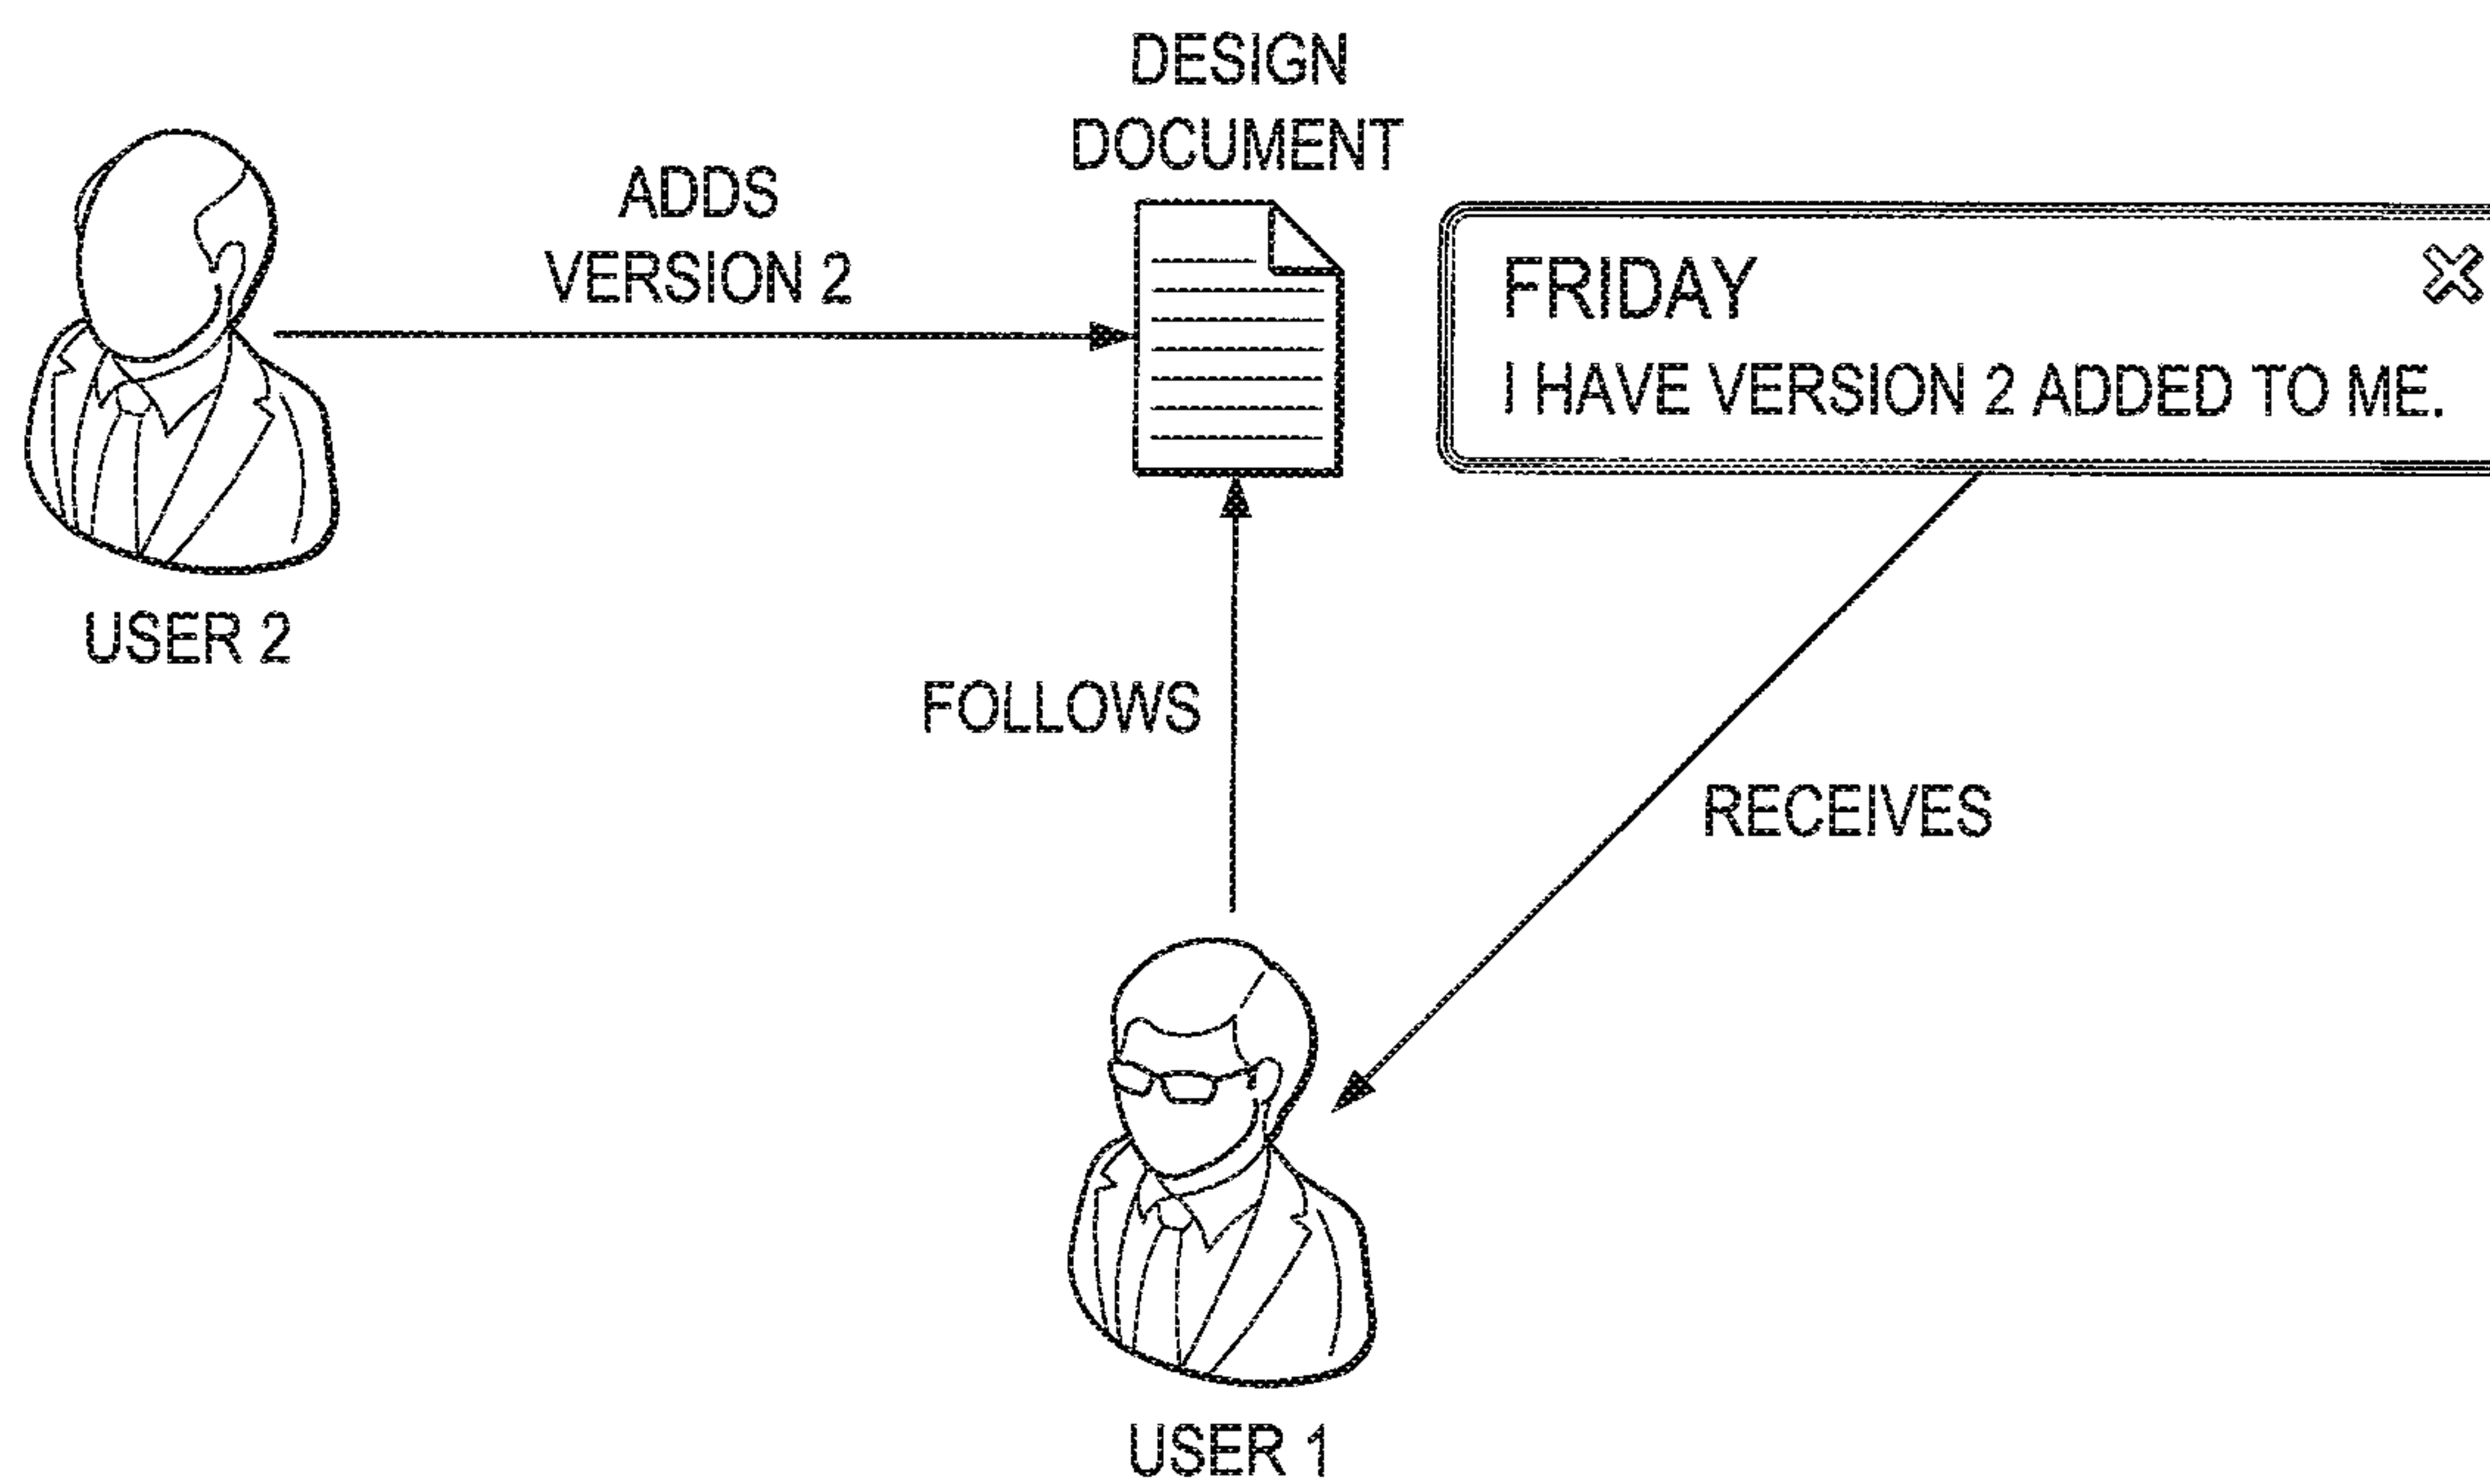 DESIGN
DOCUMENT
ADDS
VERSION 2
FRIDAY
I HAVE VERSION 2 ADDED TO ME.
USER 2
FOLLOWS
RECEIVES
USER 1